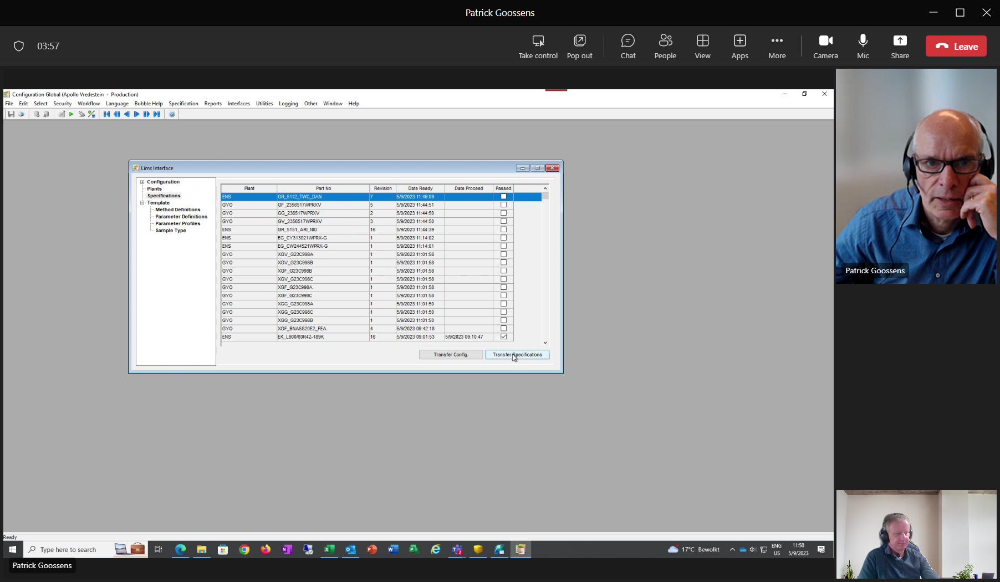 Patrick Goossens
03:57
Take control Pop out Chat People View Apps More Camera Mic Share Leave
Configuration Global (Apollo Vredestein - Production)
File Edit Select Security Workflow Language Bubble Help Specification Reports Interfaces Utilities Logging Other Window Help
Lims Interface
Configuration
Plants
Specifications
Template
Method Definitions
Parameter Definitions
Parameter Profiles
Sample Type
Plant Part No Revision Date Ready Date Proceed Passed
ENS GR_5112_TWC_DAN 7 5/9/2023 11:49:09
GYO GF_2356517WPRXV 5 5/9/2023 11:44:51
GYO GG_236517WPRXV 2 5/9/2023 11:44:50
GYO GV_2356517WPRXV 3 5/9/2023 11:44:50
ENS GR_5151_ARI_NIO 16 5/9/2023 11:44:39
ENS EG_CY313021WPRX-G 1 5/9/2023 11:14:02
ENS EG_CW244521WPRX-G 1 5/9/2023 11:14:01
GYO XGV_G23C998A 1 5/9/2023 11:01:58
GYO XGV_G23C998B 1 5/9/2023 11:01:58
GYO XGF_G23C998B 1 5/9/2023 11:01:58
GYO XGV_G23C998C 1 5/9/2023 11:01:58
GYO XGF_G23C998A 1 5/9/2023 11:01:58
GYO XGF_G23C998C 1 5/9/2023 11:01:58
GYO XGG_G23C998A 1 5/9/2023 11:01:50
GYO XGG_G23C998C 1 5/9/2023 11:01:50
GYO XGG_G23C998B 1 5/9/2023 11:01:50
GYO XGF_BNASS20E2_FEA 4 5/9/2023 09:42:18
ENS EK_L900/60R42-189K 16 5/9/2023 09:01:53 5/9/2023 09:10:47
Transfer Config. Transfer Specifications
Patrick Goossens
Ready
Type here to search
17°C Bewolkt
ENG
US
11:50
5/9/2023
Patrick Goossens